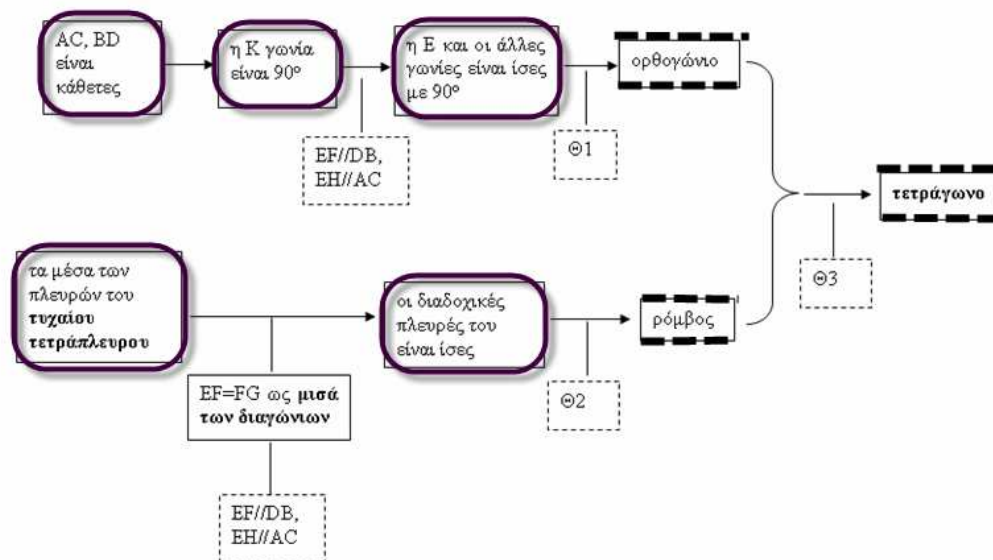 AC, BD
είναι
κάθετες
η Κ γωνία
είναι 90º
η Ε και οι άλλες
γωνίες είναι ίσες
με 90º
ορθογώνιο
EF//DB,
EH//AC
Θ1
τετράγωνο
Θ3
τα μέσα των
πλευρών του
τυχαίου
τετράπλευρου
οι διαδοχικές
πλευρές του
είναι ίσες
ρόμβος
EF=FG ως μισά
των διαγώνιων
Θ2
EF//DB,
EH//AC